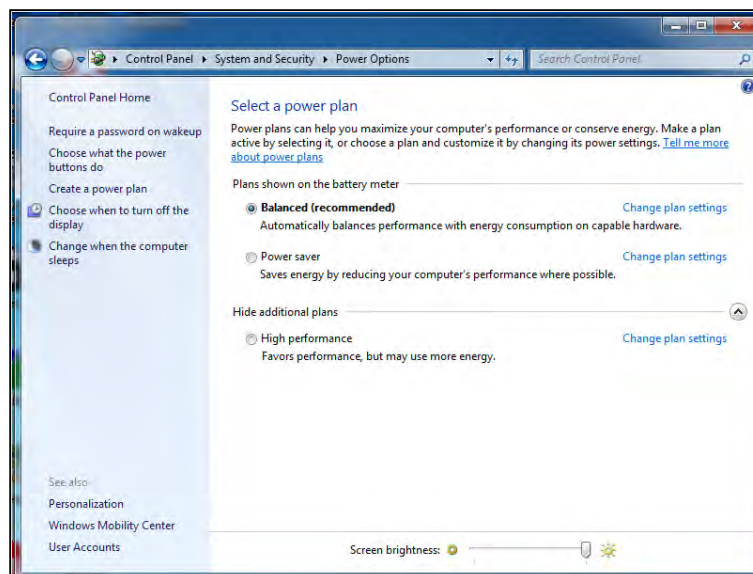 Control Panel ▸ System and Security ▸ Power Options
Search Control Panel
Control Panel Home
Require a password on wakeup
Choose what the power
buttons do
Create a power plan
Choose when to turn off the
display
Change when the computer
sleeps
See also
Personalization
Windows Mobility Center
User Accounts
Select a power plan
Power plans can help you maximize your computer's performance or conserve energy. Make a plan
active by selecting it, or choose a plan and customize it by changing its power settings. Tell me more
about power plans
Plans shown on the battery meter
Balanced (recommended) Change plan settings
Automatically balances performance with energy consumption on capable hardware.
Power saver Change plan settings
Saves energy by reducing your computer's performance where possible.
Hide additional plans
High performance Change plan settings
Favors performance, but may use more energy.
Screen brightness: